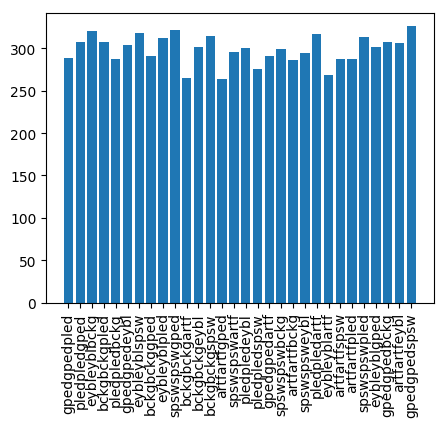 300
250
200
150
100
50
0
gpedgpedpled
pledpledgped
eybleyblbckg
bckgbckgpled
pledpledbckg
gpedgpedeybl
eybleyblspsw
bckgbckggped
eybleyblpled
spswspswgped
bckgbckgartf
bckgbckgeybl
bckgbckgspsw
artfartfgped
spswspswartf
pledpledeybl
pledpledspsw
gpedgpedartf
spswspswbckg
artfartfbckg
spswspsweybl
pledpledartf
eybleyblartf
artfartfspsw
artfartfpled
spswspswpled
eybleyblgped
gpedgpedbckg
artfartfeybl
gpedgpedspsw